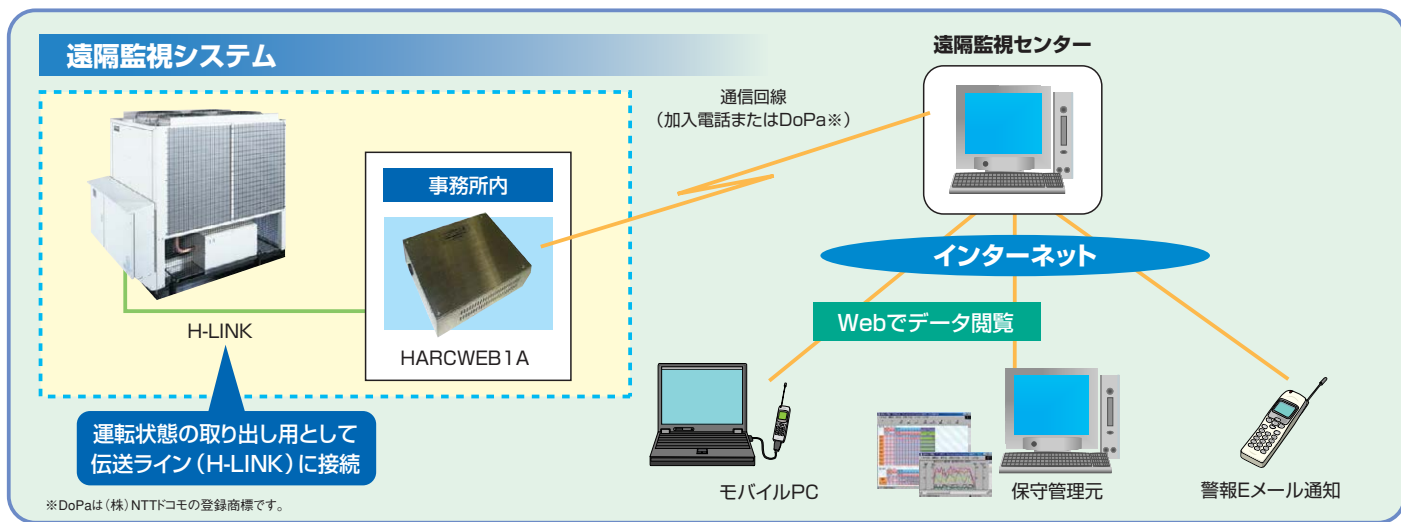 遠隔監視システム
遠隔監視センター
通信回線
（加入電話またはDoPa※）
事務所内
HARCWEB1A
H-LINK
運転状態の取り出し用として
伝送ライン（H-LINK）に接続
インターネット
Webでデータ閲覧
モバイルPC
保守管理元
警報Eメール通知
※DoPaは（株）NTTドコモの登録商標です。